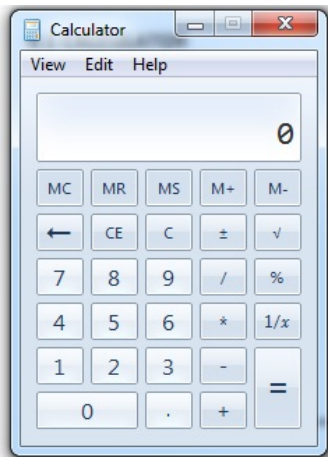 Calculator
View Edit Help
0
MC MR MS M+ M-
← CE C ± √
7 8 9 / %
4 5 6 * 1/x
1 2 3 - =
0 . +